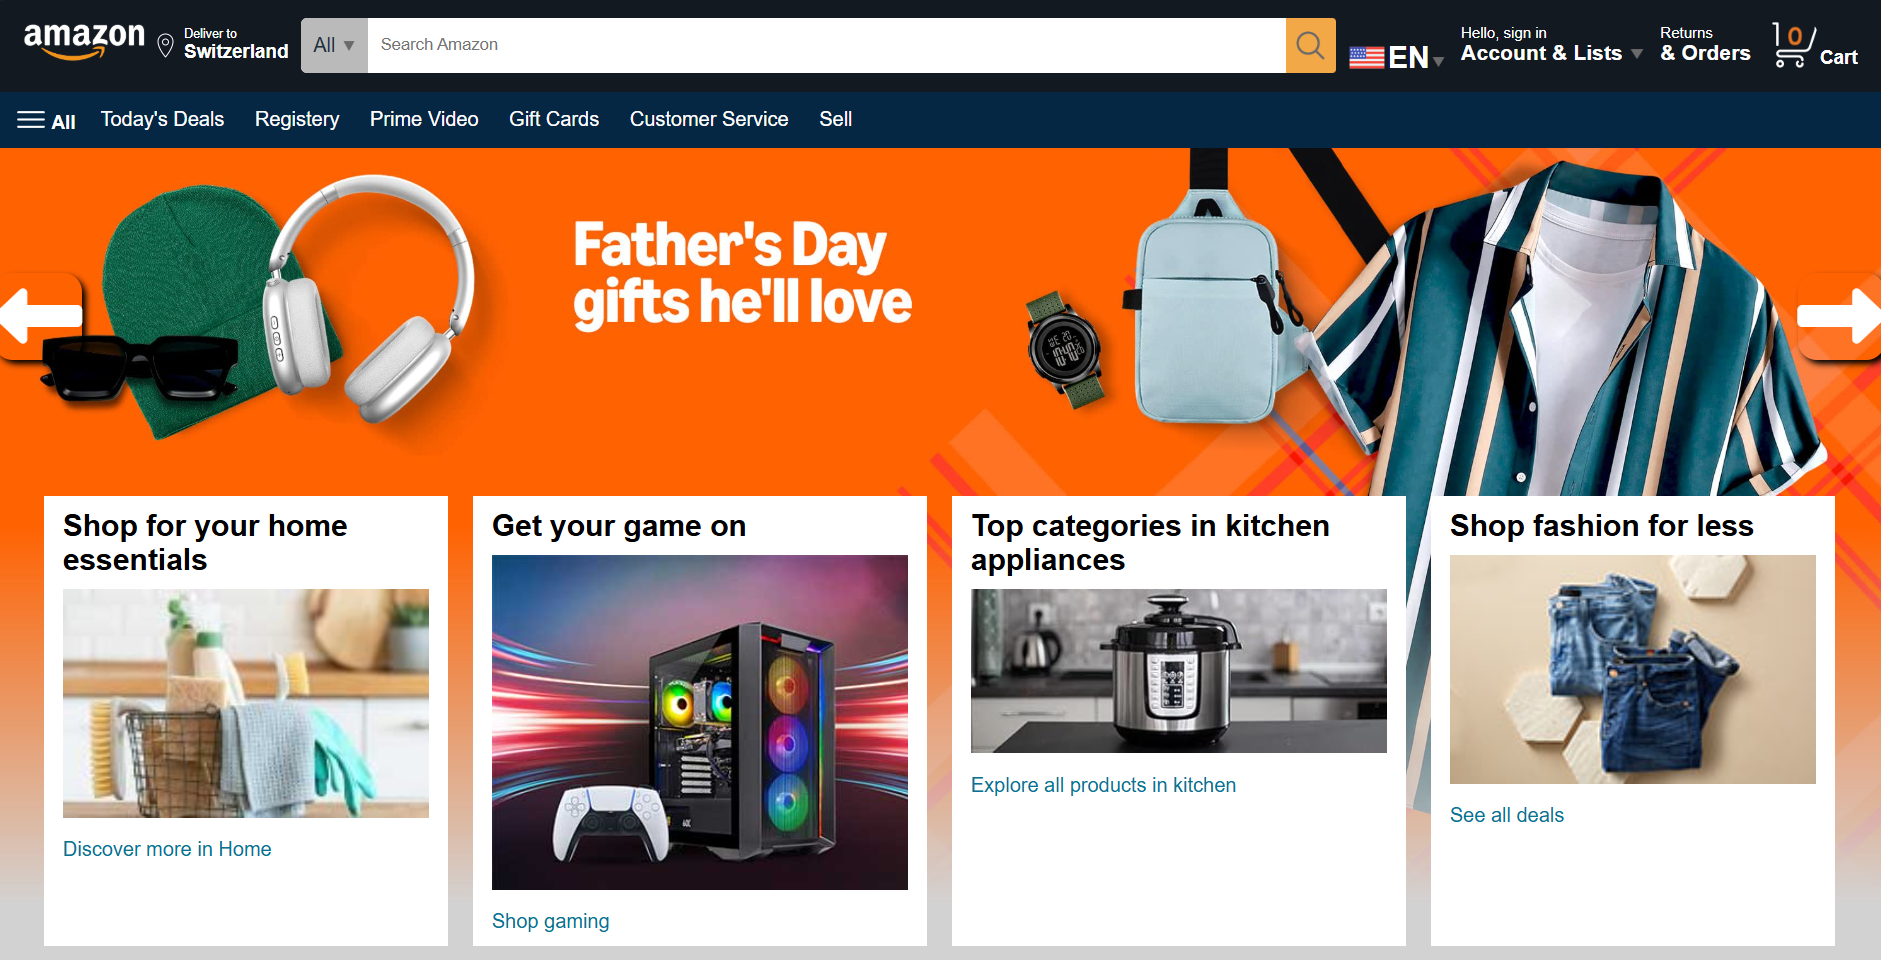 amazon
Deliver to
Switzerland
All
Search Amazon
EN
Hello, sign in
Account & Lists
Returns
& Orders
0
Cart
All
Today's Deals
Registery
Prime Video
Gift Cards
Customer Service
Sell
Father's Day
gifts he'll love
Shop for your home
essentials
Discover more in Home
Get your game on
Shop gaming
Top categories in kitchen
appliances
Explore all products in kitchen
Shop fashion for less
See all deals